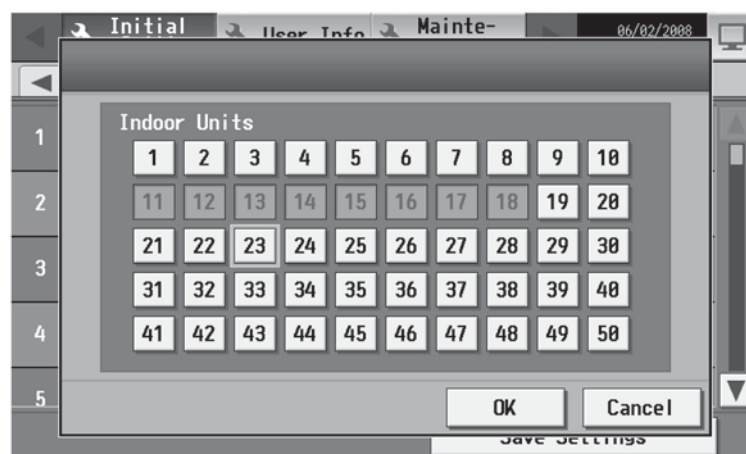 Initial User Info Mainte- 06/02/2008
1
Indoor Units
1 2 3 4 5 6 7 8 9 10
2
11 12 13 14 15 16 17 18 19 20
21 22 23 24 25 26 27 28 29 30
3
31 32 33 34 35 36 37 38 39 40
4
41 42 43 44 45 46 47 48 49 50
5
OK Cancel
Save Settings